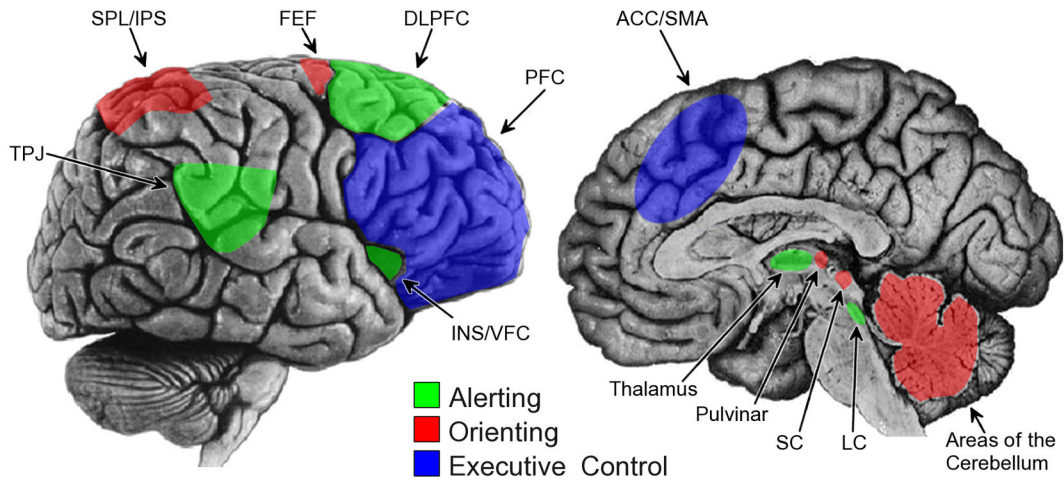 SPL/IPS
FEF
DLPFC
ACC/SMA
PFC
TPJ
INS/VFC
Thalamus
Pulvinar
SC
LC
Areas of the
Cerebellum
Alerting
Orienting
Executive Control